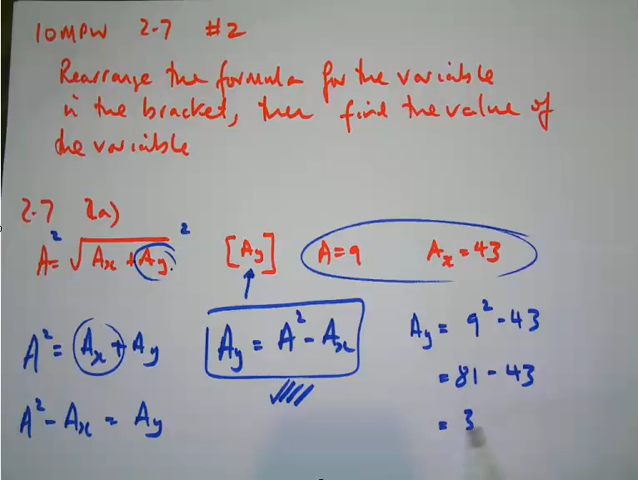 10MPW 2.7 #2
Rearrange the formula for the variable
in the bracket, then find the value of
the variable
2.7 2a)
A² = √Ax + Ay ² [Ay] A = 9 Ax = 43
A² = Ax + Ay Ay = A² - Ax Ay = 9² - 43
= 81 - 43
A² - Ax = Ay
= 3